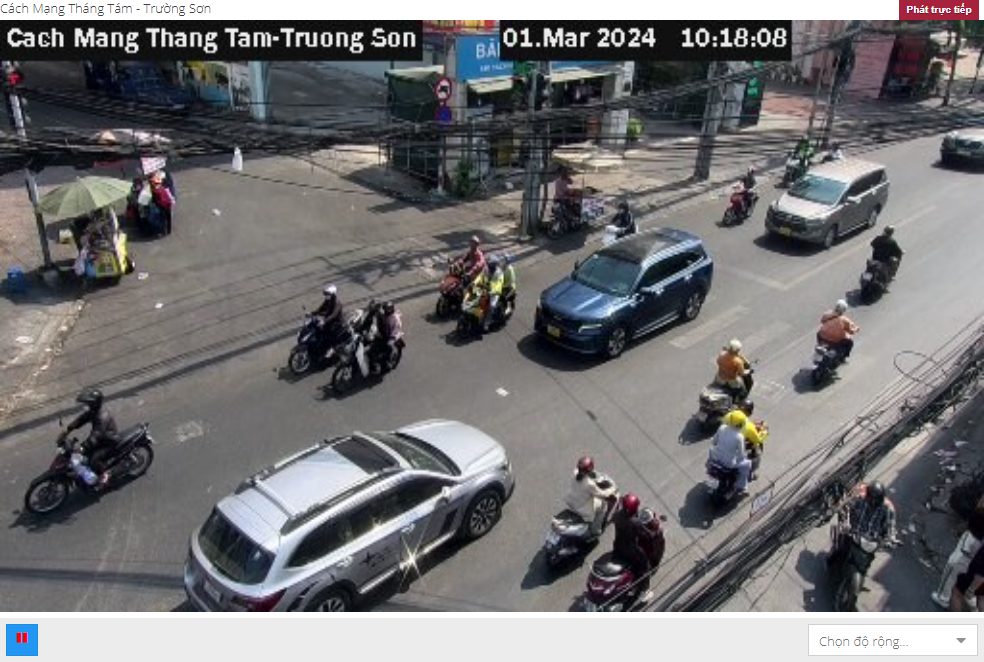 Cách Mạng Tháng Tám - Trường Sơn
Phát trực tiếp
Cach Mang Thang Tam-Truong Son
01.Mar 2024 10:18:08
Chọn độ rộng...